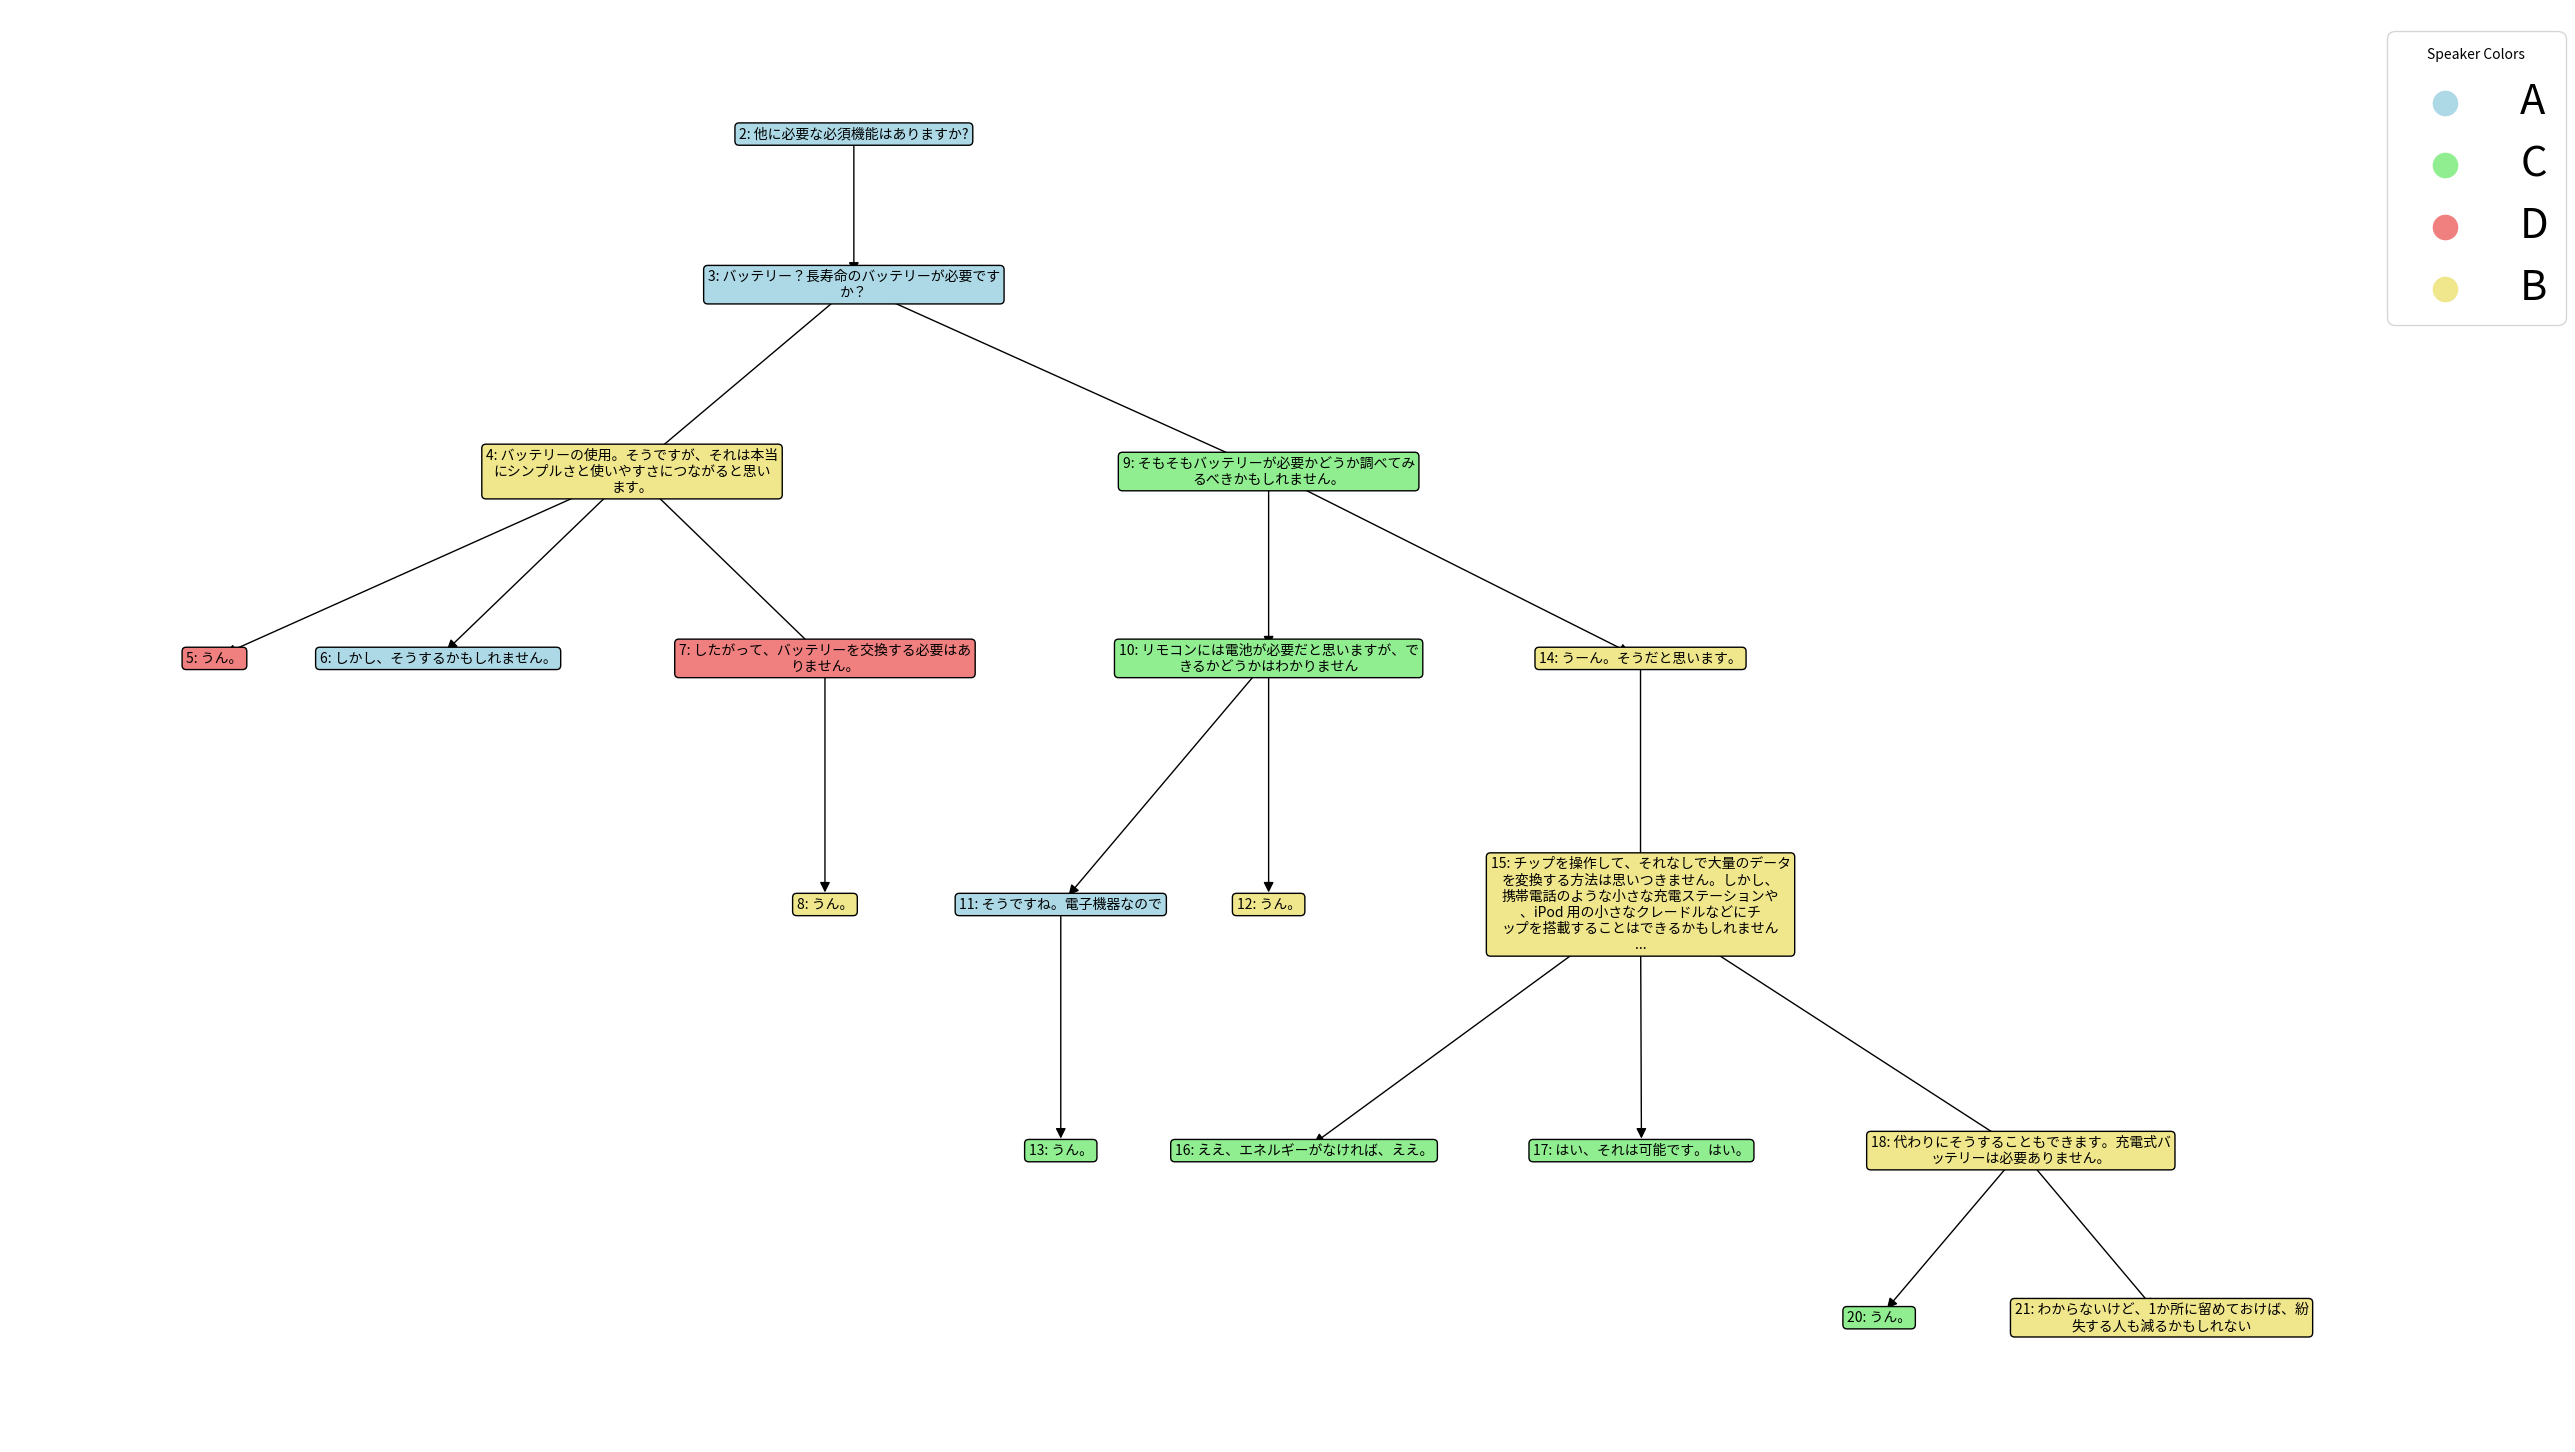 Speaker Colors
A
C
D
B
2: 他に必要な必須機能はありますか?
3: バッテリー？長寿命のバッテリーが必要です
か？
4: バッテリーの使用。そうですが、それは本当
にシンプルさと使いやすさにつながると思い
ます。
9: そもそもバッテリーが必要かどうか調べてみ
るべきかもしれません。
5: うん。
6: しかし、そうするかもしれません。
7: したがって、バッテリーを交換する必要はあ
りません。
10: リモコンには電池が必要だと思いますが、で
きるかどうかはわかりません
14: うーん。そうだと思います。
8: うん。
11: そうですね。電子機器なので
12: うん。
15: チップを操作して、それなしで大量のデータ
を変換する方法は思いつきません。しかし、
携帯電話のような小さな充電ステーションや
、iPod 用の小さなクレードルなどにチ
ップを搭載することはできるかもしれません
...
13: うん。
16: ええ、エネルギーがなければ、ええ。
17: はい、それは可能です。はい。
18: 代わりにそうすることもできます。充電式バ
ッテリーは必要ありません。
20: うん。
21: わからないけど、1か所に留めておけば、紛
失する人も減るかもしれない